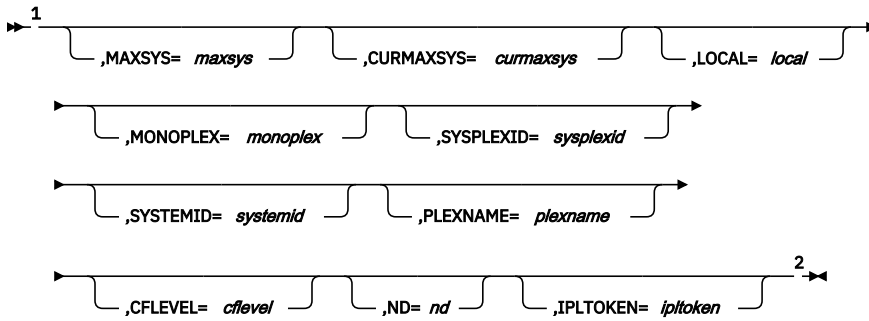 1
,MAXSYS= maxsys ,CURMAXSYS= curmaxsys ,LOCAL= local
,MONOPLEX= monoplex ,SYSPLEXID= sysplexid
,SYSTEMID= systemid ,PLEXNAME= plexname
2
,CFLEVEL= cflevel ,ND= nd ,IPLTOKEN= ipltoken